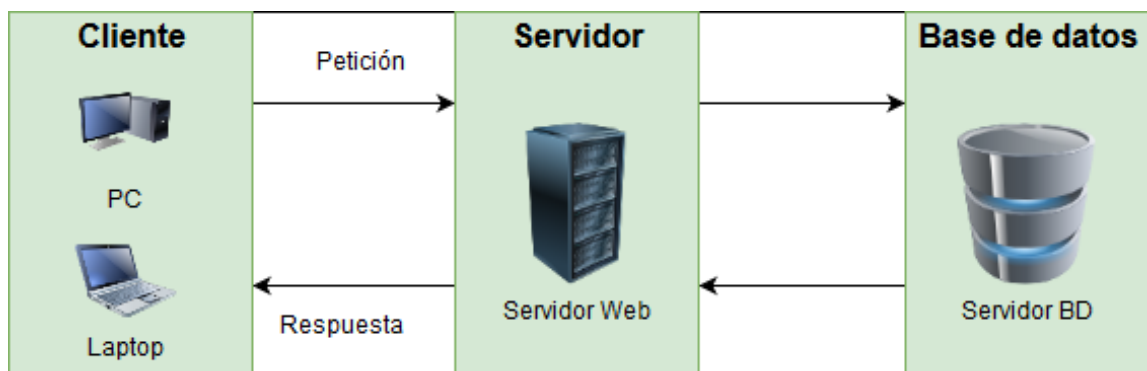 Cliente
Servidor
Base de datos
Petición
PC
Laptop
Respuesta
Servidor Web
Servidor BD